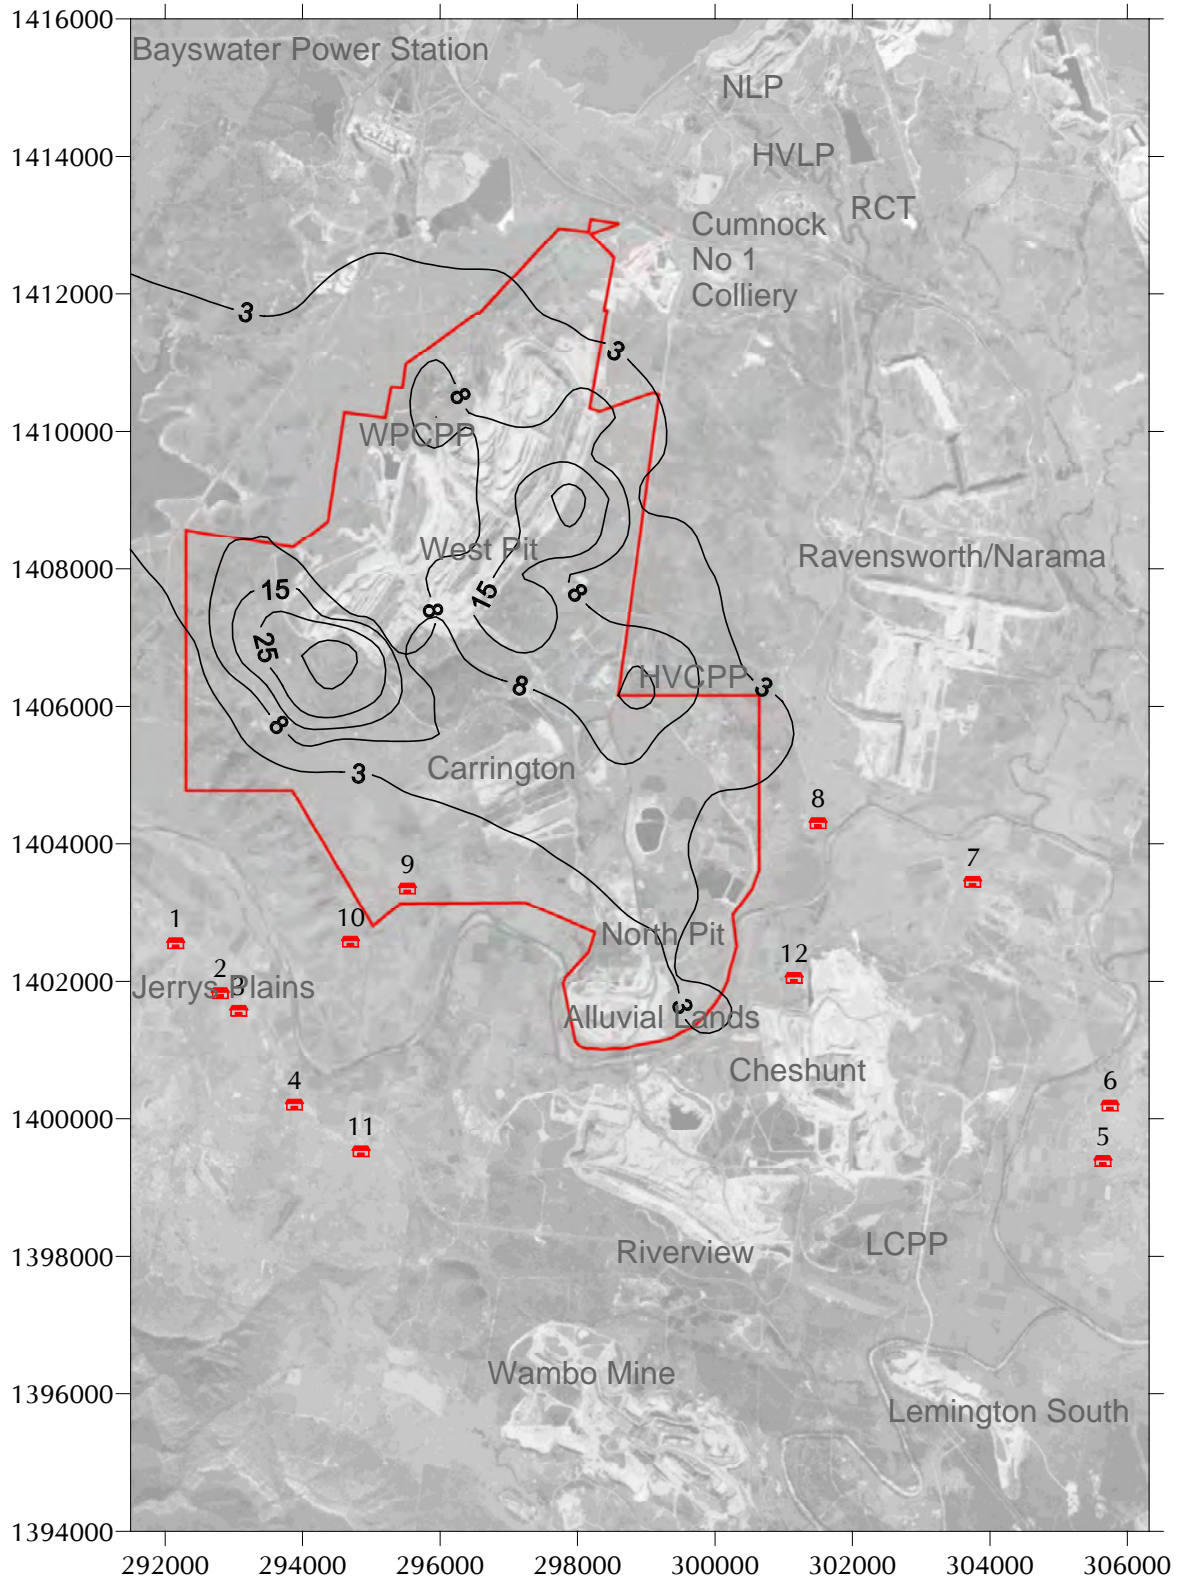 1416000
Bayswater Power Station
NLP
1414000
HVLP
RCT
Cumnock
No 1
Colliery
1412000
3
3
8
1410000
WPCPP
West Pit
Ravensworth/Narama
1408000
15
15
8
8
25
HVCPP
8
3
1406000
8
Carrington
3
8
1404000
9
7
1
10
North Pit
12
1402000
2
3
Jerrys Plains
3
Alluvial Lands
Cheshunt
4
6
1400000
11
5
LCPP
Riverview
1398000
Wambo Mine
1396000
Lemington South
1394000
292000 294000 296000 298000 300000 302000 304000 306000